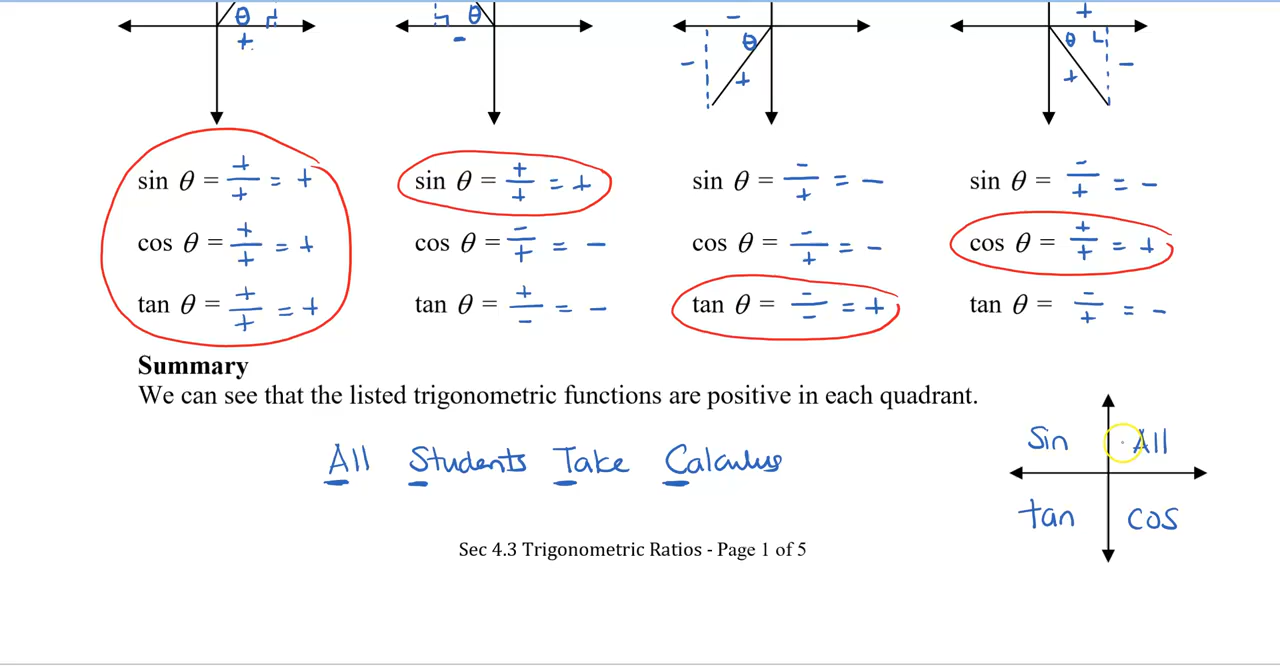 θ + θ - - θ - + + θ + -
sin θ = +/+ = + sin θ = +/+ = + sin θ = -/+ = - sin θ = -/+ = -
cos θ = +/+ = + cos θ = -/+ = - cos θ = -/+ = - cos θ = +/+ = +
tan θ = +/+ = + tan θ = +/- = - tan θ = -/- = + tan θ = -/+ = -
Summary
We can see that the listed trigonometric functions are positive in each quadrant.
Sin All
All Students Take Calculus
tan cos
Sec 4.3 Trigonometric Ratios - Page 1 of 5